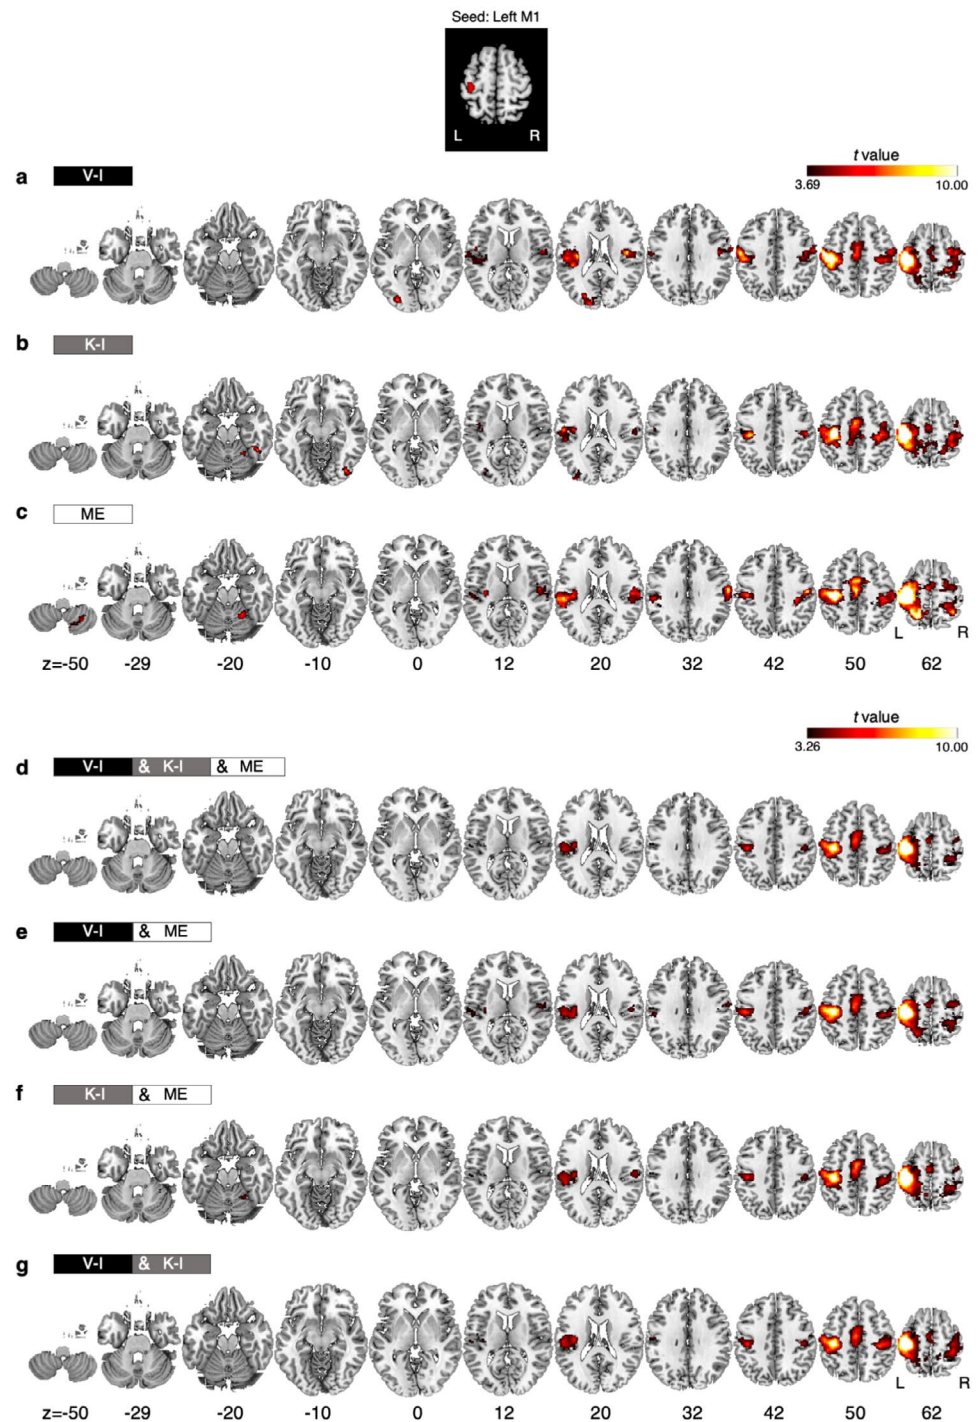 Seed: Left M1
L R
a V-I
t value
3.69 10.00
b K-I
c ME
L R
z=-50 -29 -20 -10 0 12 20 32 42 50 62
t value
3.26 10.00
d V-I & K-I & ME
e V-I & ME
f K-I & ME
g V-I & K-I
L R
z=-50 -29 -20 -10 0 12 20 32 42 50 62